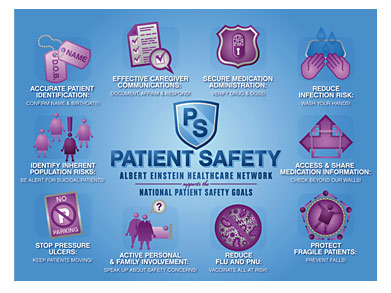 NAME
D.O.B.
ACCURATE PATIENT
IDENTIFICATION:
CONFIRM NAME & BIRTHDATE!
EFFECTIVE CAREGIVER
COMMUNICATIONS:
DOCUMENT, AFFIRM & RESPOND!
SECURE MEDICATION
ADMINISTRATION:
VERIFY DRUG & DOSE!
REDUCE
INFECTION RISK:
WASH YOUR HANDS!
PS
PATIENT SAFETY
ALBERT EINSTEIN HEALTHCARE NETWORK
supports the
NATIONAL PATIENT SAFETY GOALS
IDENTIFY INHERENT
POPULATION RISKS:
BE ALERT FOR SUICIDAL PATIENTS!
ACCESS & SHARE
MEDICATION INFORMATION:
CHECK BEYOND OUR WALLS!
NO
PARKING
STOP PRESSURE
ULCERS:
KEEP PATIENTS MOVING!
?
ACTIVE PERSONAL
& FAMILY INVOLVEMENT:
SPEAK UP ABOUT SAFETY CONCERNS!
REDUCE
FLU AND PNU:
VACCINATE ALL AT RISK!
PROTECT
FRAGILE PATIENTS:
PREVENT FALLS!